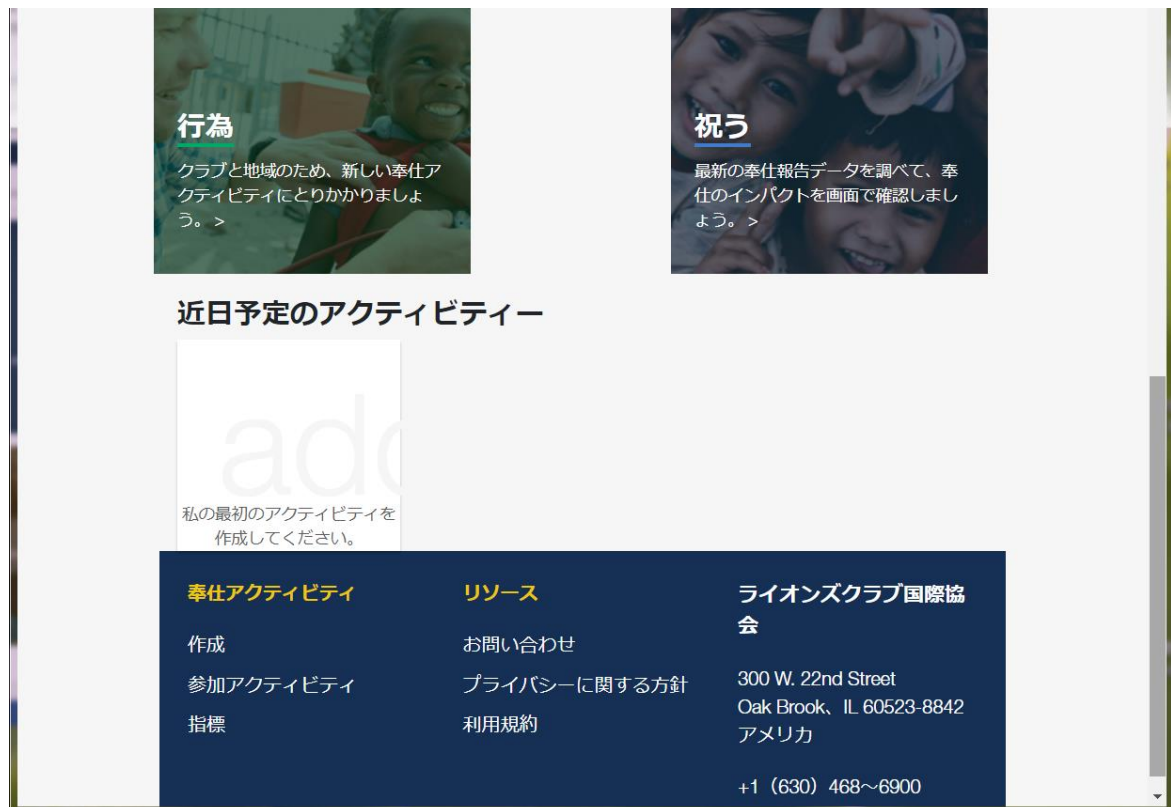 行為
クラブと地域のため、新しい奉仕ア
クティビティにとりかかりましょ
う。 >
祝う
最新の奉仕報告データを調べて、奉
仕のインパクトを画面で確認しまし
ょう。 >
近日予定のアクティビティー
add
私の最初のアクティビティを
作成してください。
奉仕アクティビティ
作成
参加アクティビティ
指標
リソース
お問い合わせ
プライバシーに関する方針
利用規約
ライオンズクラブ国際協
会
300 W. 22nd Street
Oak Brook、IL 60523-8842
アメリカ
+1（630）468～6900